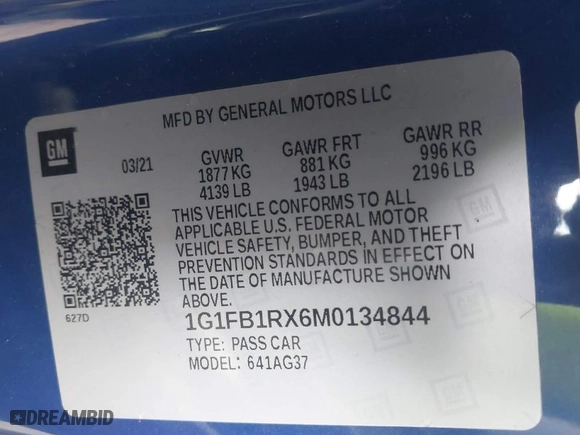 MFD BY GENERAL MOTORS LLC
GM
03/21
GVWR
1877 KG
4139 LB
GAWR FRT
881 KG
1943 LB
GAWR RR
996 KG
2196 LB
THIS VEHICLE CONFORMS TO ALL
APPLICABLE U.S. FEDERAL MOTOR
VEHICLE SAFETY, BUMPER, AND THEFT
PREVENTION STANDARDS IN EFFECT ON
THE DATE OF MANUFACTURE SHOWN
ABOVE.
627D
1G1FB1RX6M0134844
TYPE: PASS CAR
MODEL: 641AG37
DREAMBID